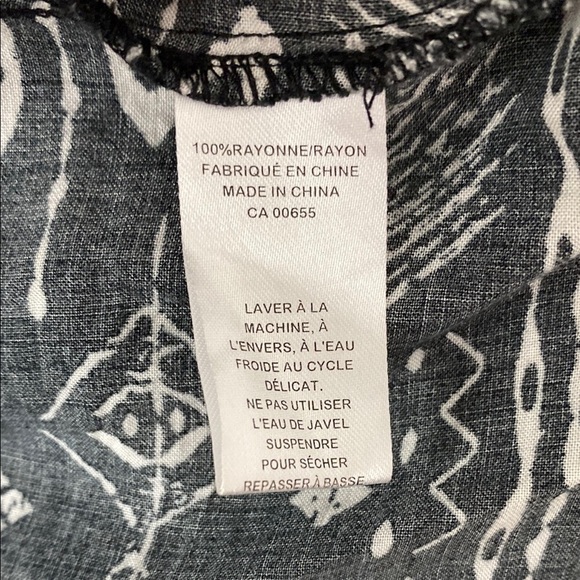 100%RAYONNE/RAYON
FABRIQUÉ EN CHINE
MADE IN CHINA
CA 00655
LAVER À LA
MACHINE, À
L'ENVERS, À L'EAU
FROIDE AU CYCLE
DÉLICAT.
NE PAS UTILISER
L'EAU DE JAVEL
SUSPENDRE
POUR SÉCHER
REPASSER À BASSE